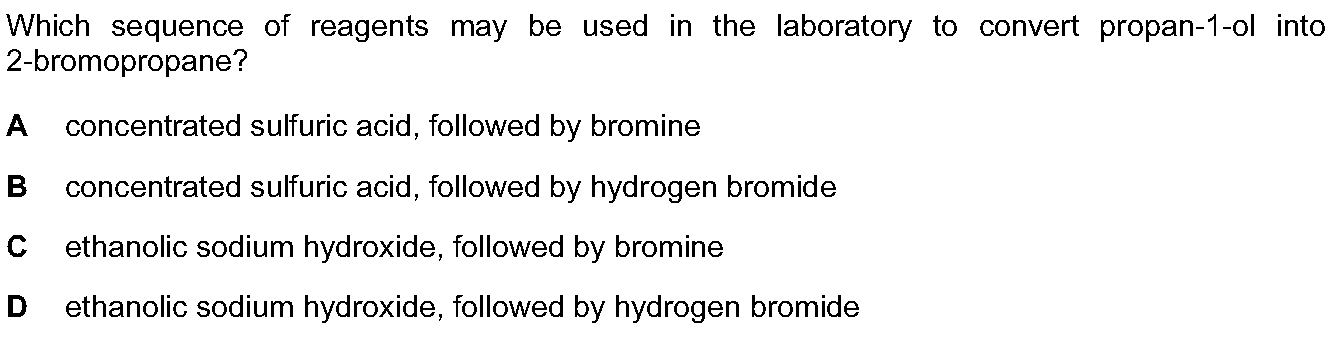 Which sequence of reagents may be used in the laboratory to convert propan-1-ol into
2-bromopropane?
A concentrated sulfuric acid, followed by bromine
B concentrated sulfuric acid, followed by hydrogen bromide
C ethanolic sodium hydroxide, followed by bromine
D ethanolic sodium hydroxide, followed by hydrogen bromide